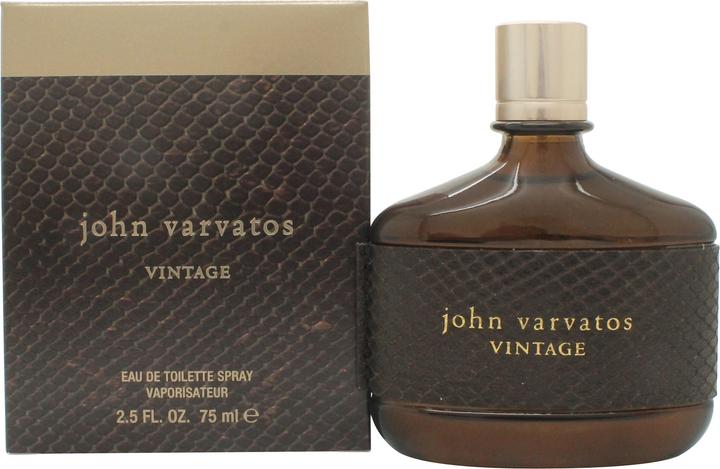 john varvatos
VINTAGE
EAU DE TOILETTE SPRAY
VAPORISATEUR
2.5 FL. OZ. 75 ml ℮
john varvatos
VINTAGE